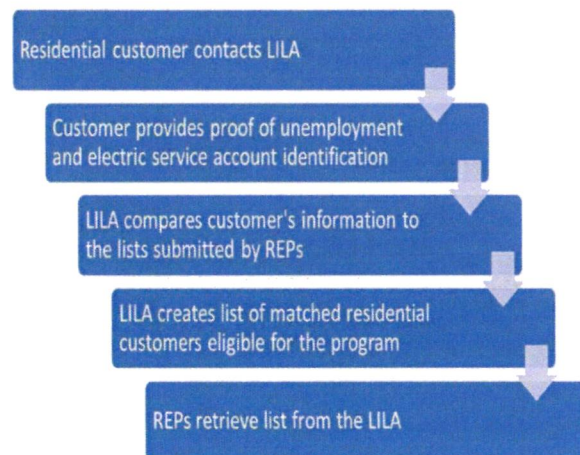 Residential customer contacts LILA
Customer provides proof of unemployment
and electric service account identification
LILA compares customer's information to
the lists submitted by REPs
LILA creates list of matched residential
customers eligible for the program
REPs retrieve list from the LILA